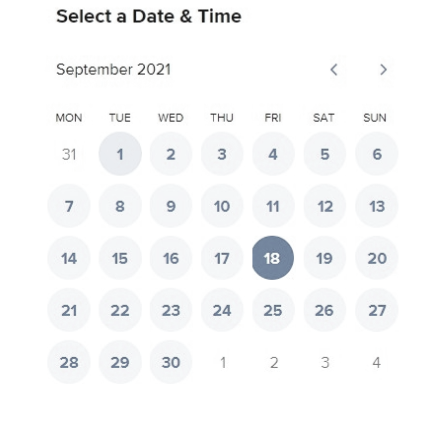 Select a Date & Time
September 2021
MON TUE WED THU FRI SAT SUN
31 1 2 3 4 5 6
7 8 9 10 11 12 13
14 15 16 17 18 19 20
21 22 23 24 25 26 27
28 29 30 1 2 3 4